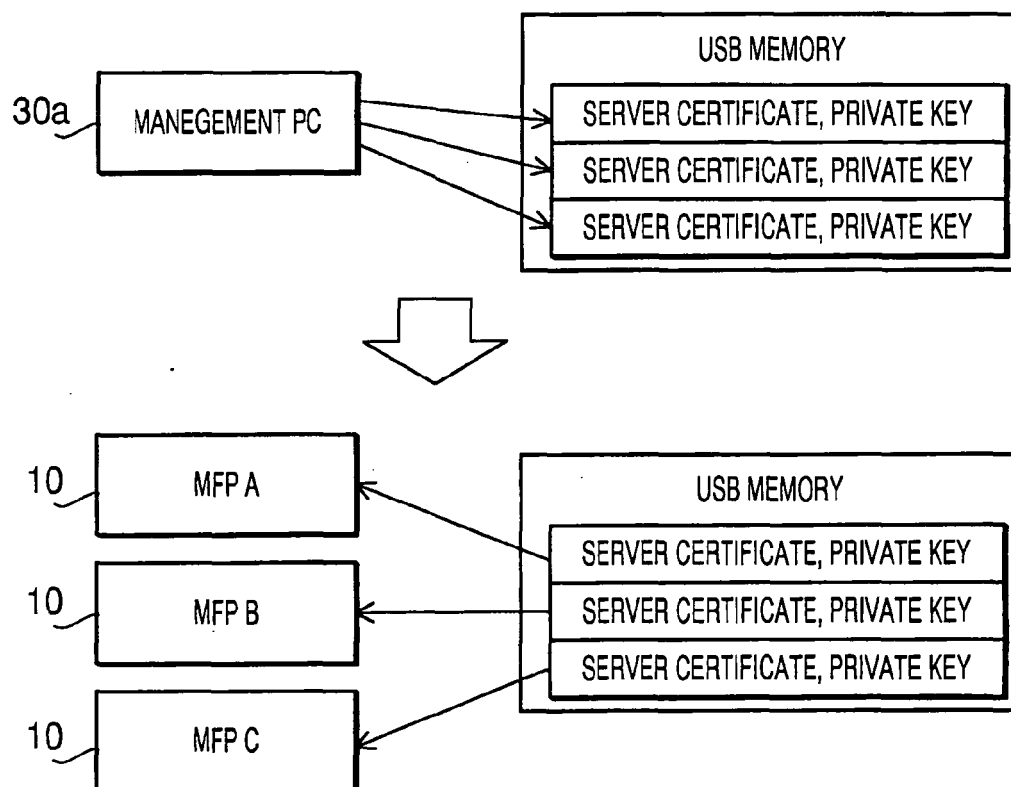 USB MEMORY
30a
MANEGEMENT PC
SERVER CERTIFICATE, PRIVATE KEY
SERVER CERTIFICATE, PRIVATE KEY
SERVER CERTIFICATE, PRIVATE KEY
10
MFP A
10
MFP B
10
MFP C
USB MEMORY
SERVER CERTIFICATE, PRIVATE KEY
SERVER CERTIFICATE, PRIVATE KEY
SERVER CERTIFICATE, PRIVATE KEY